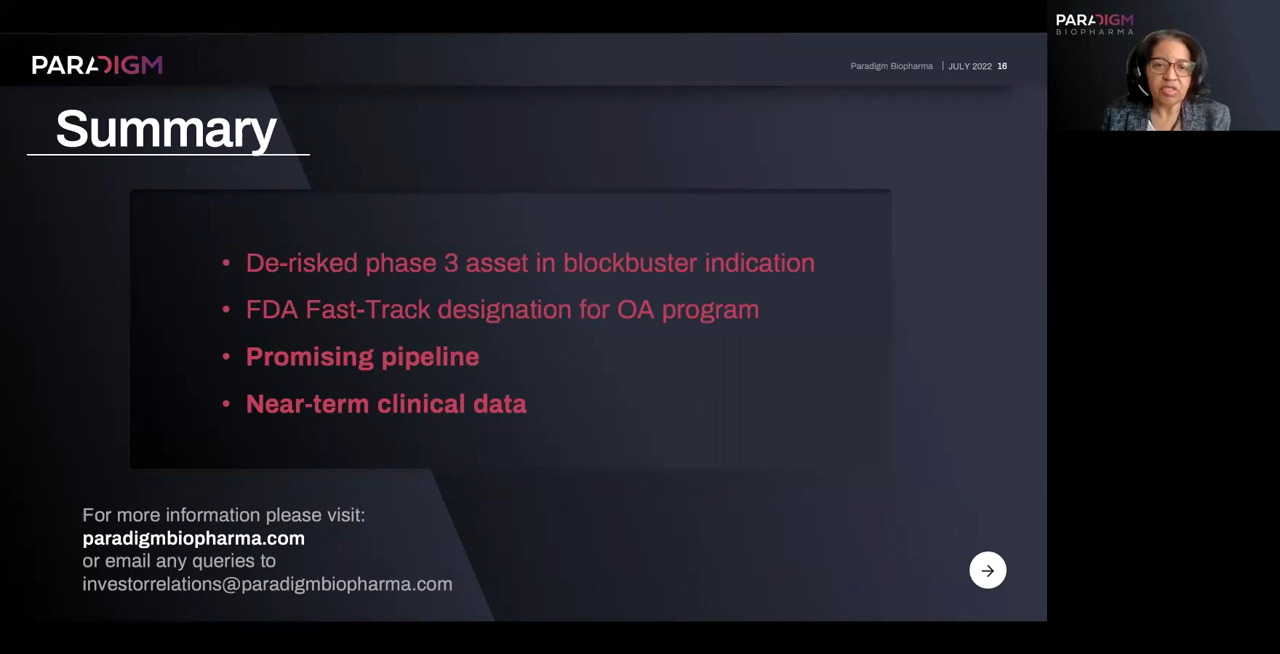 PARADIGM
Paradigm Biopharma | JULY 2022 16
Summary
• De-risked phase 3 asset in blockbuster indication
• FDA Fast-Track designation for OA program
• Promising pipeline
• Near-term clinical data
For more information please visit:
paradigmbiopharma.com
or email any queries to
investorrelations@paradigmbiopharma.com
PARADIGM
BIOPHARMA